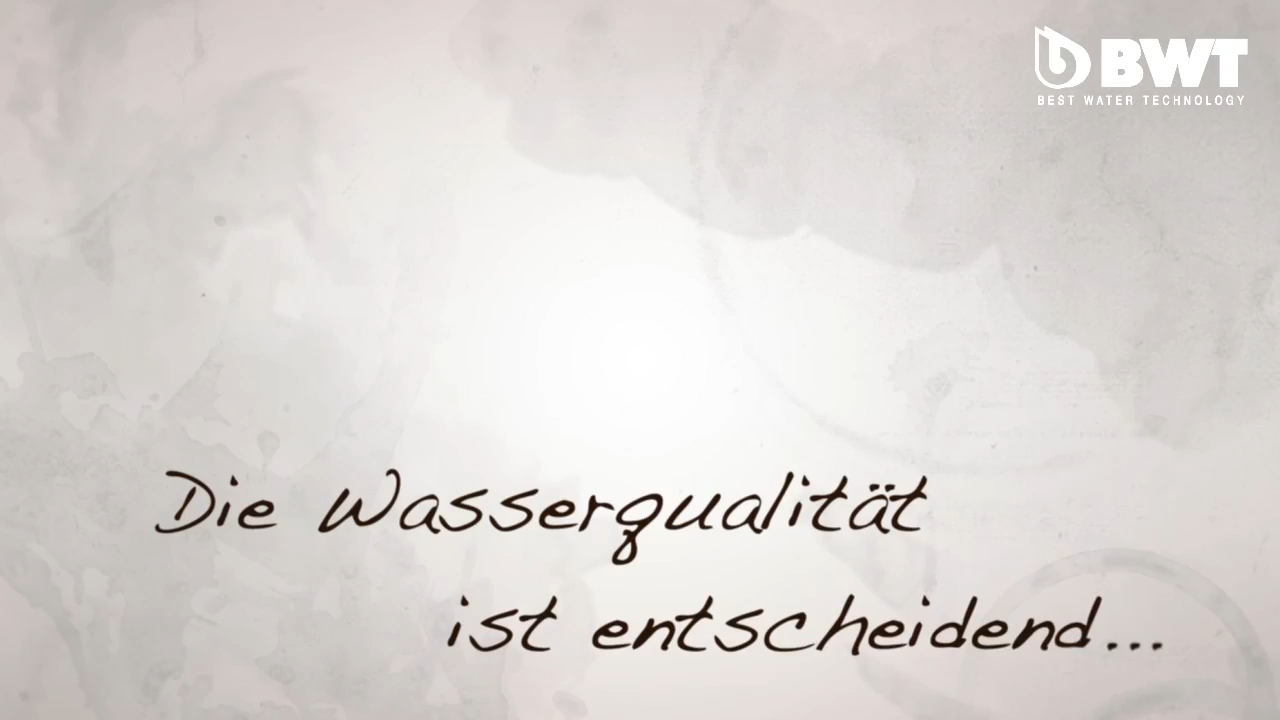 BWT
BEST WATER TECHNOLOGY
Die Wasserqualität
ist entscheidend...